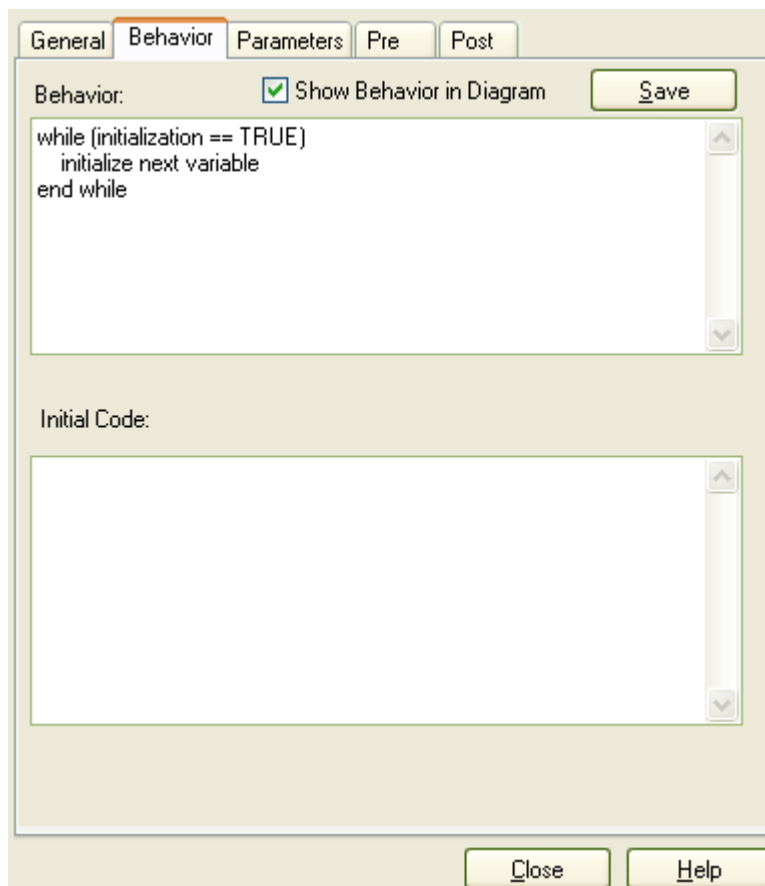 General Behavior Parameters Pre Post
Behavior: Show Behavior in Diagram Save
while (initialization == TRUE)
    initialize next variable
end while
Initial Code:
Close Help